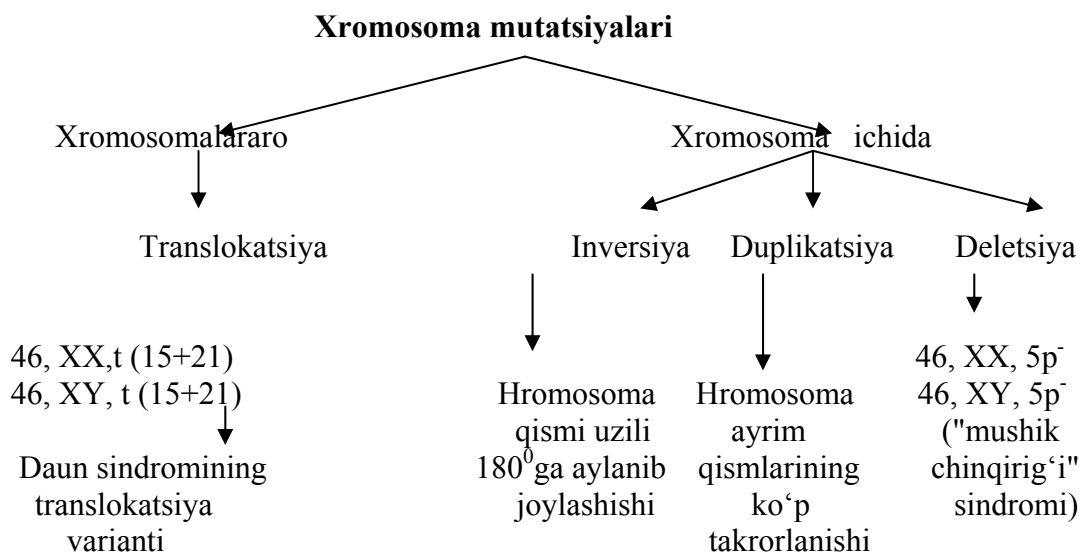 Xromosoma mutatsiyalari
Xromosomalararo
Xromosoma ichida
Translokatsiya
Inversiya
Duplikatsiya
Deletsiya
46, XX,t (15+21)
46, XY, t (15+21)
Daun sindromining
translokatsiya
varianti
Hromosoma
qismi uzili
180⁰ga aylanib
joylashishi
Hromosoma
ayrim
qismlarining
ko‘p
takrorlanishi
46, XX, 5p⁻
46, XY, 5p⁻
("mushik
chinqirig‘i"
sindromi)